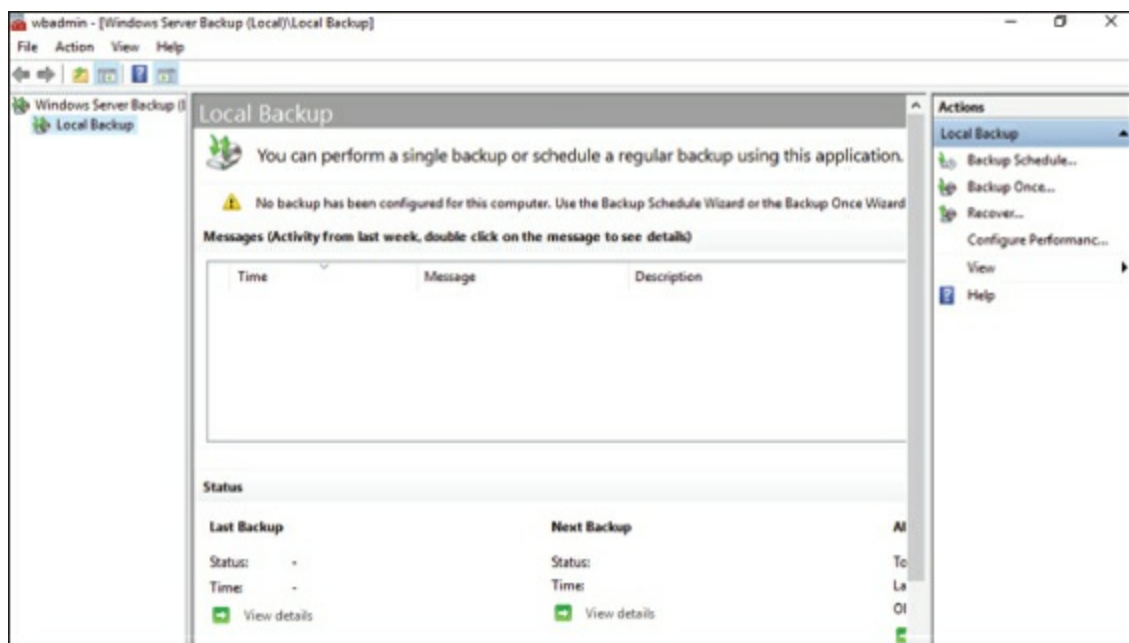 wbadmin - [Windows Server Backup (Local)\Local Backup]
File Action View Help
Windows Server Backup (l
Local Backup
Local Backup
You can perform a single backup or schedule a regular backup using this application.
No backup has been configured for this computer. Use the Backup Schedule Wizard or the Backup Once Wizard
Messages (Activity from last week, double click on the message to see details)
Time Message Description
Status
Last Backup Next Backup Al
Status: - Status: To
Time: - Time: La
View details View details Ol
Actions
Local Backup
Backup Schedule...
Backup Once...
Recover...
Configure Performanc...
View
Help